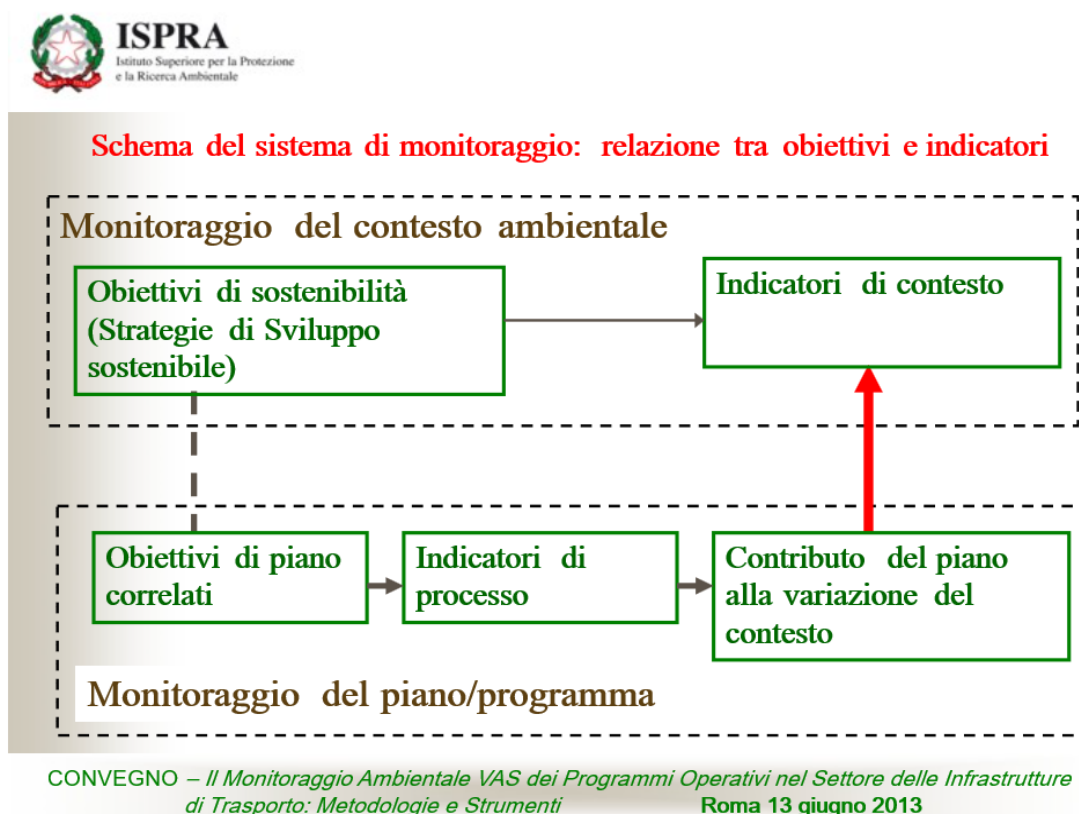 ISPRA
Istituto Superiore per la Protezione
e la Ricerca Ambientale
Schema del sistema di monitoraggio: relazione tra obiettivi e indicatori
Monitoraggio del contesto ambientale
Obiettivi di sostenibilità
(Strategie di Sviluppo
sostenibile)
Indicatori di contesto
Obiettivi di piano
correlati
Indicatori di
processo
Contributo del piano
alla variazione del
contesto
Monitoraggio del piano/programma
CONVEGNO – Il Monitoraggio Ambientale VAS dei Programmi Operativi nel Settore delle Infrastrutture
di Trasporto: Metodologie e Strumenti Roma 13 giugno 2013